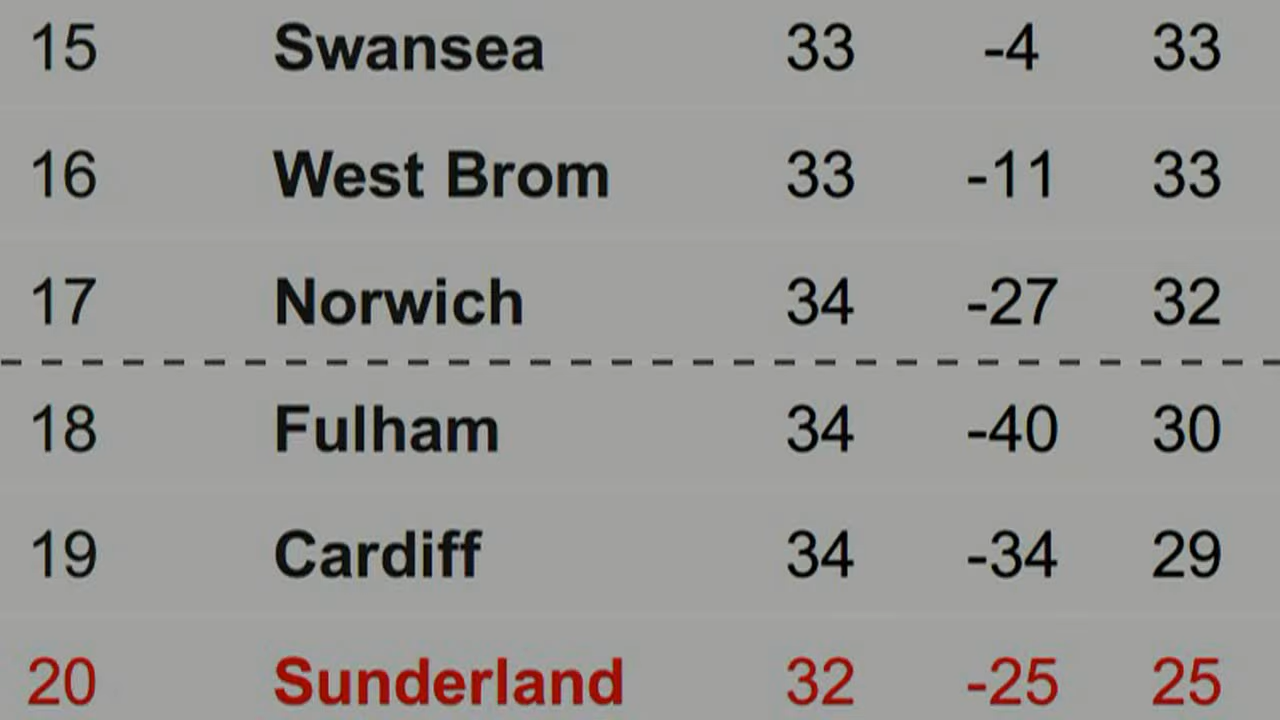 15 Swansea 33 -4 33
16 West Brom 33 -11 33
17 Norwich 34 -27 32
18 Fulham 34 -40 30
19 Cardiff 34 -34 29
20 Sunderland 32 -25 25